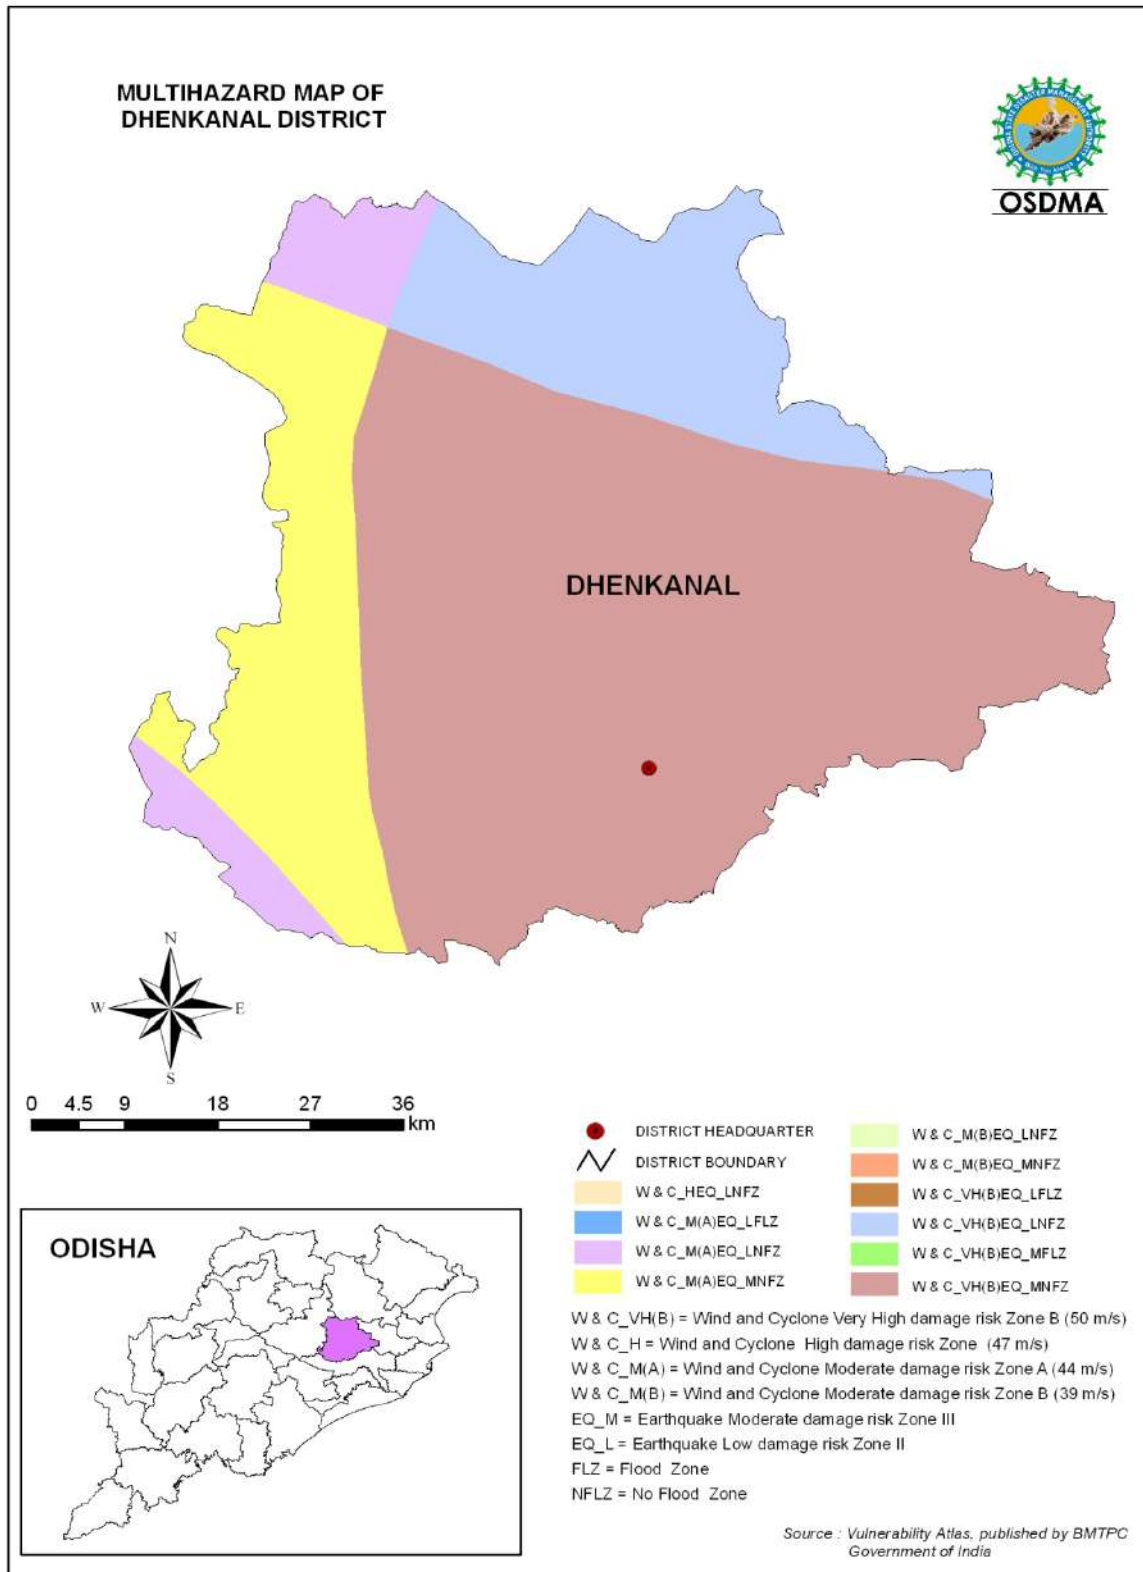 MULTIHAZARD MAP OF
DHENKANAL DISTRICT
OSDMA
DHENKANAL
N
W
E
S
0 4.5 9 18 27 36
km
DISTRICT HEADQUARTER
DISTRICT BOUNDARY
W & C_HEQ_LNFZ
W & C_M(A)EQ_LFLZ
W & C_M(A)EQ_LNFZ
W & C_M(A)EQ_MNFZ
W & C_M(B)EQ_LNFZ
W & C_M(B)EQ_MNFZ
W & C_VH(B)EQ_LFLZ
W & C_VH(B)EQ_LNFZ
W & C_VH(B)EQ_MFLZ
W & C_VH(B)EQ_MNFZ
W & C_VH(B) = Wind and Cyclone Very High damage risk Zone B (50 m/s)
W & C_H = Wind and Cyclone High damage risk Zone (47 m/s)
W & C_M(A) = Wind and Cyclone Moderate damage risk Zone A (44 m/s)
W & C_M(B) = Wind and Cyclone Moderate damage risk Zone B (39 m/s)
EQ_M = Earthquake Moderate damage risk Zone III
EQ_L = Earthquake Low damage risk Zone II
FLZ = Flood Zone
NFLZ = No Flood Zone
ODISHA
Source : Vulnerability Atlas, published by BMTPC
Government of India